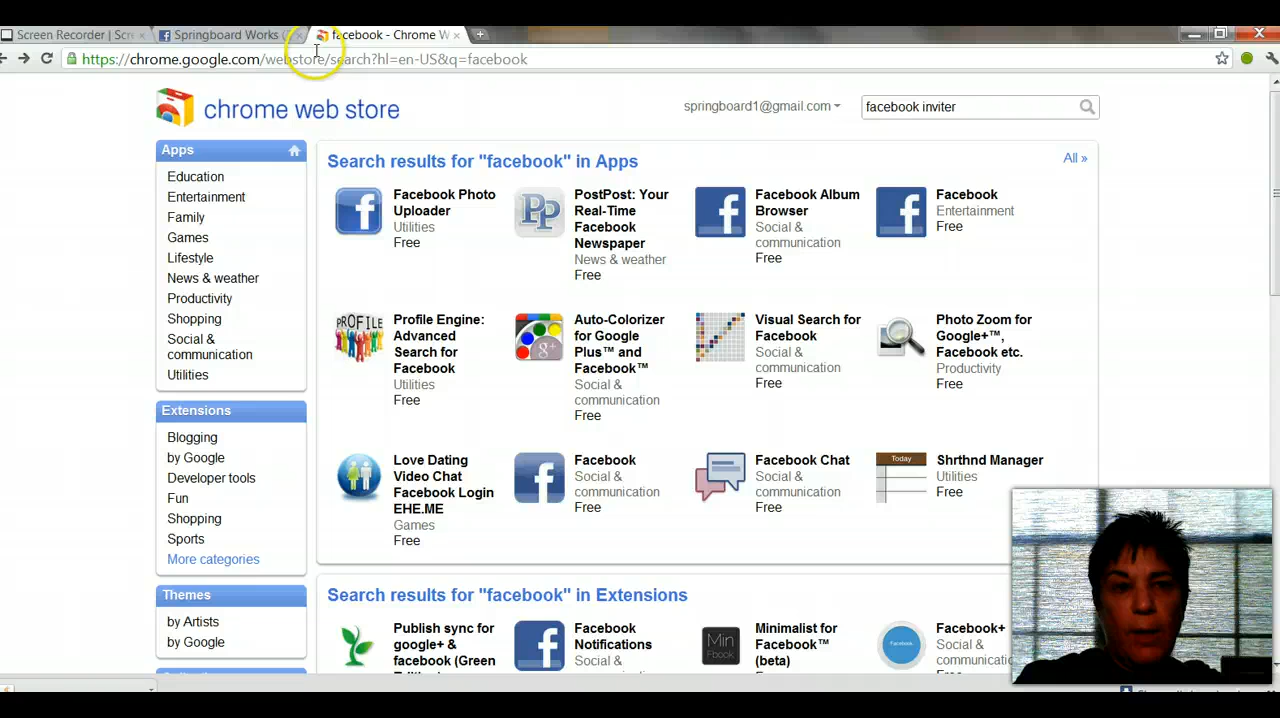 Screen Recorder | Scr
Springboard Works (
facebook - Chrome W
https://chrome.google.com/webstore/search?hl=en-US&q=facebook
chrome web store
springboard1@gmail.com
facebook inviter
Apps
Education
Entertainment
Family
Games
Lifestyle
News & weather
Productivity
Shopping
Social &
communication
Utilities
Extensions
Blogging
by Google
Developer tools
Fun
Shopping
Sports
More categories
Themes
by Artists
by Google
Search results for "facebook" in Apps
All »
Facebook Photo
Uploader
Utilities
Free
PostPost: Your
Real-Time
Facebook
Newspaper
News & weather
Free
Facebook Album
Browser
Social &
communication
Free
Facebook
Entertainment
Free
PROFILE
Profile Engine:
Advanced
Search for
Facebook
Utilities
Free
g+
Auto-Colorizer
for Google
Plus™ and
Facebook™
Social &
communication
Free
Visual Search for
Facebook
Social &
communication
Free
Photo Zoom for
Google+™,
Facebook etc.
Productivity
Free
Love Dating
Video Chat
Facebook Login
EHE.ME
Games
Free
Facebook
Social &
communication
Free
Facebook Chat
Social &
communication
Free
Today
Shrthnd Manager
Utilities
Free
Search results for "facebook" in Extensions
Publish sync for
google+ &
facebook (Green
Facebook
Notifications
Social &
Min
Fbook
Minimalist for
Facebook™
(beta)
Facebook
Facebook+
Social &
communicatio